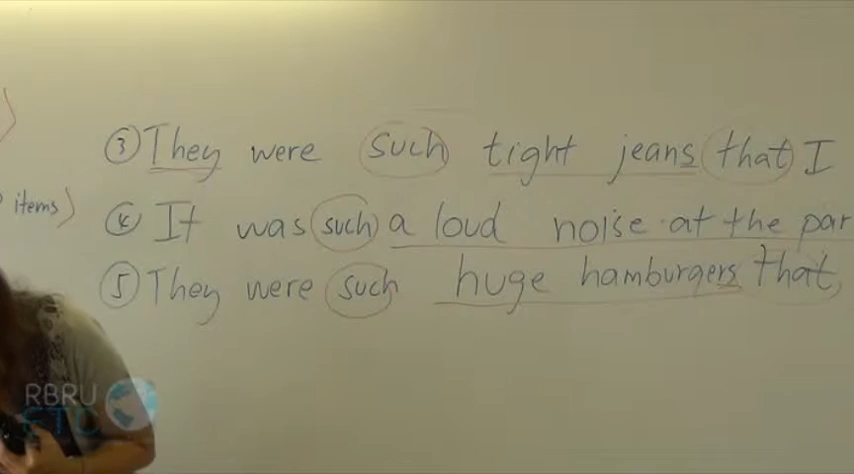 ③ They were such tight jeans that I
items)
④ It was such a loud noise at the par
⑤ They were such huge hamburgers that
RBRU
FTC